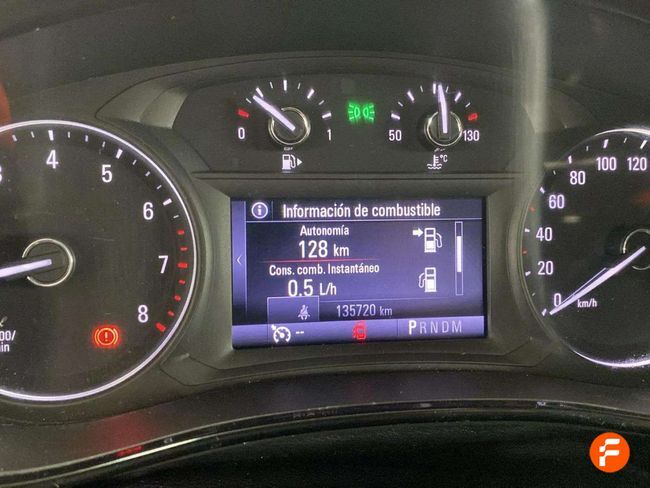 0 1
50 130
°C
3 4 5 6 7 8
Información de combustible
Autonomía
128 km
Cons. comb. Instantáneo
0.5 L/h
135720 km
--
PRNDM
0 20 40 60 80 100 120
km/h